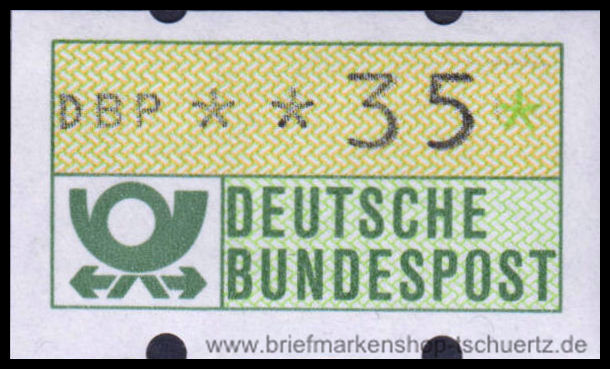 DBP ** 35*
DEUTSCHE
BUNDESPOST
www.briefmarkenshop-tschuertz.de